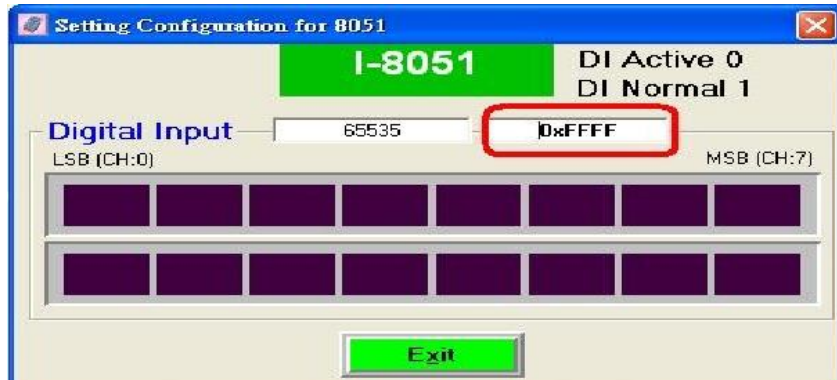 Setting Configuration for 8051
I-8051
DI Active 0
DI Normal 1
Digital Input
65535
0xFFFF
LSB (CH:0)
MSB (CH:7)
Exit